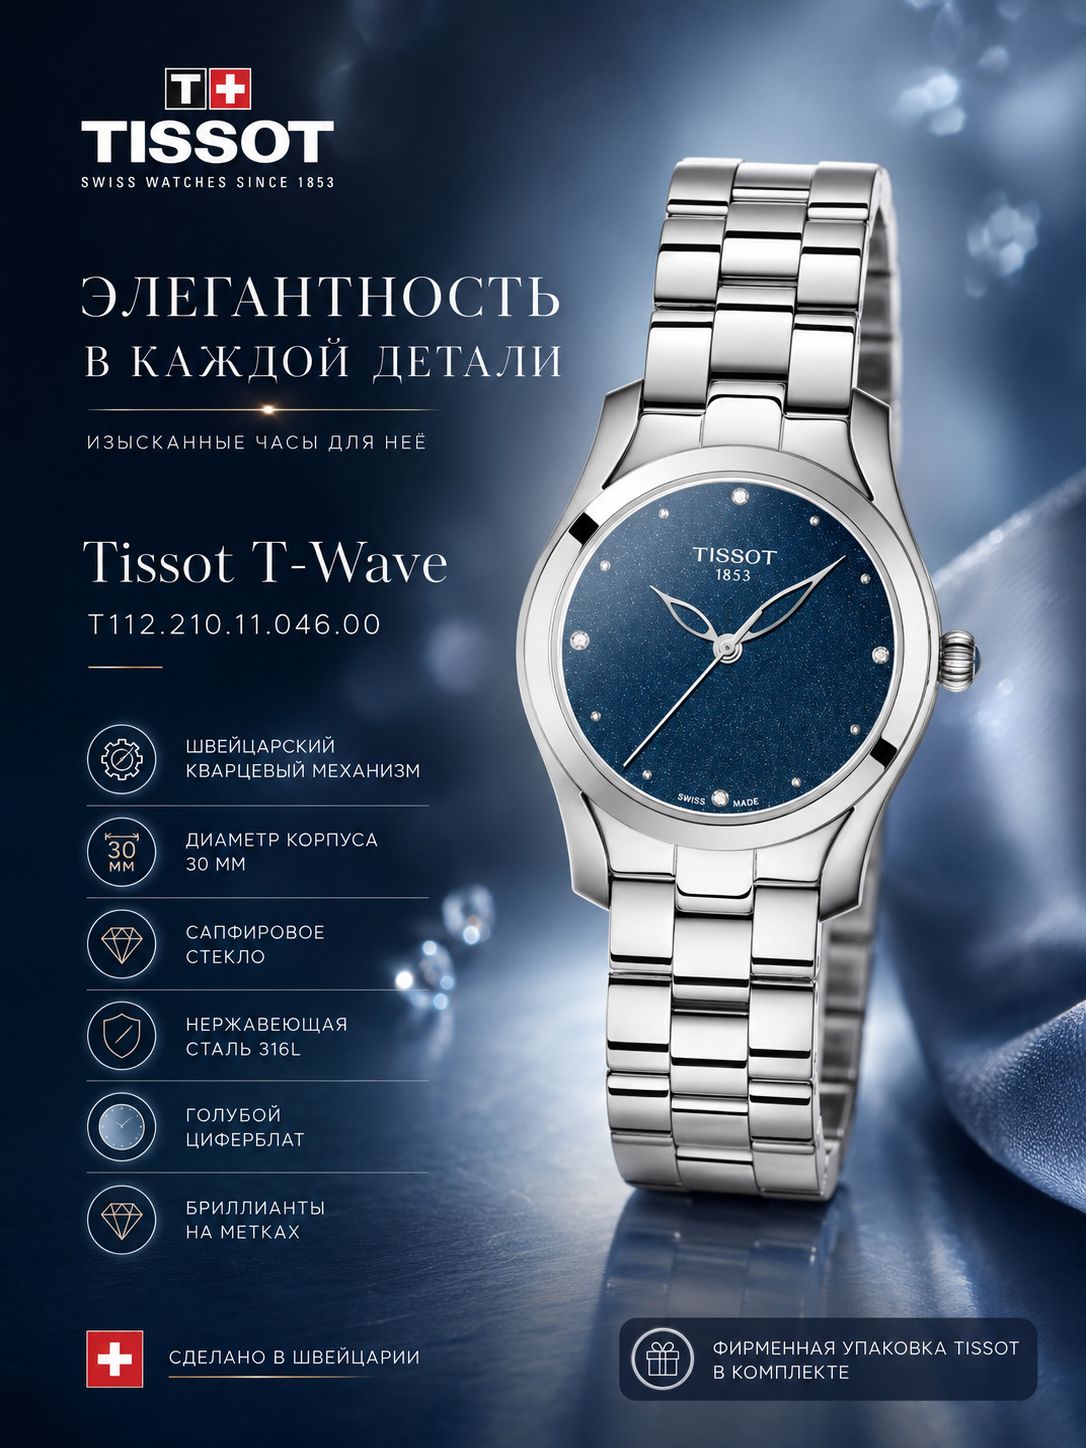 T+
TISSOT
SWISS WATCHES SINCE 1853
ЭЛЕГАНТНОСТЬ
В КАЖДОЙ ДЕТАЛИ
ИЗЫСКАННЫЕ ЧАСЫ ДЛЯ НЕЁ
Tissot T-Wave
T112.210.11.046.00
ШВЕЙЦАРСКИЙ
КВАРЦЕВЫЙ МЕХАНИЗМ
30
ММ
ДИАМЕТР КОРПУСА
30 ММ
САПФИРОВОЕ
СТЕКЛО
НЕРЖАВЕЮЩАЯ
СТАЛЬ 316L
ГОЛУБОЙ
ЦИФЕРБЛАТ
БРИЛЛИАНТЫ
НА МЕТКАХ
TISSOT
1853
SWISS MADE
СДЕЛАНО В ШВЕЙЦАРИИ
ФИРМЕННАЯ УПАКОВКА TISSOT
В КОМПЛЕКТЕ